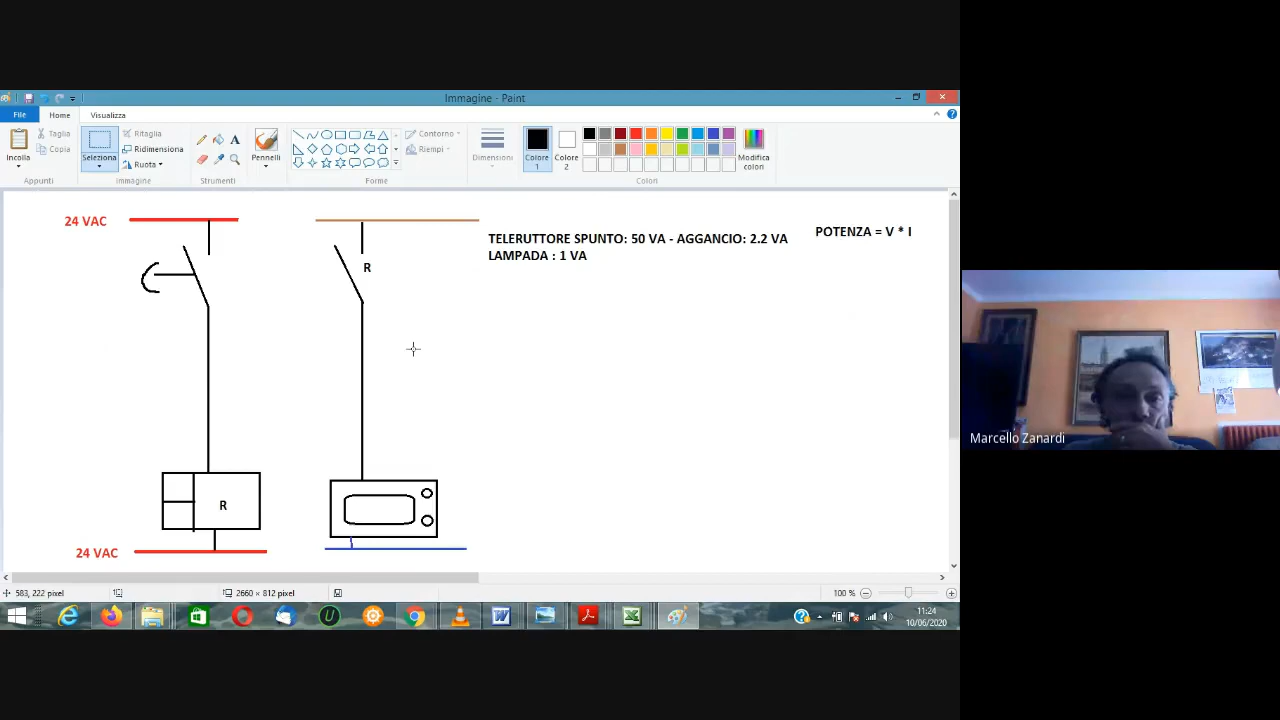 Immagine - Paint
File
Home
Visualizza
Incolla
Taglia
Copia
Appunti
Seleziona
Ritaglia
Ridimensiona
Ruota
Immagine
Strumenti
Pennelli
Contorno
Riempi
Forme
Dimensioni
Colore
1
Colore
2
Modifica
colori
Colori
24 VAC
R
TELERUTTORE SPUNTO: 50 VA - AGGANCIO: 2.2 VA
LAMPADA : 1 VA
POTENZA = V * I
R
24 VAC
583, 222 pixel
2660 × 812 pixel
100 %
11:24
10/06/2020
Marcello Zanardi